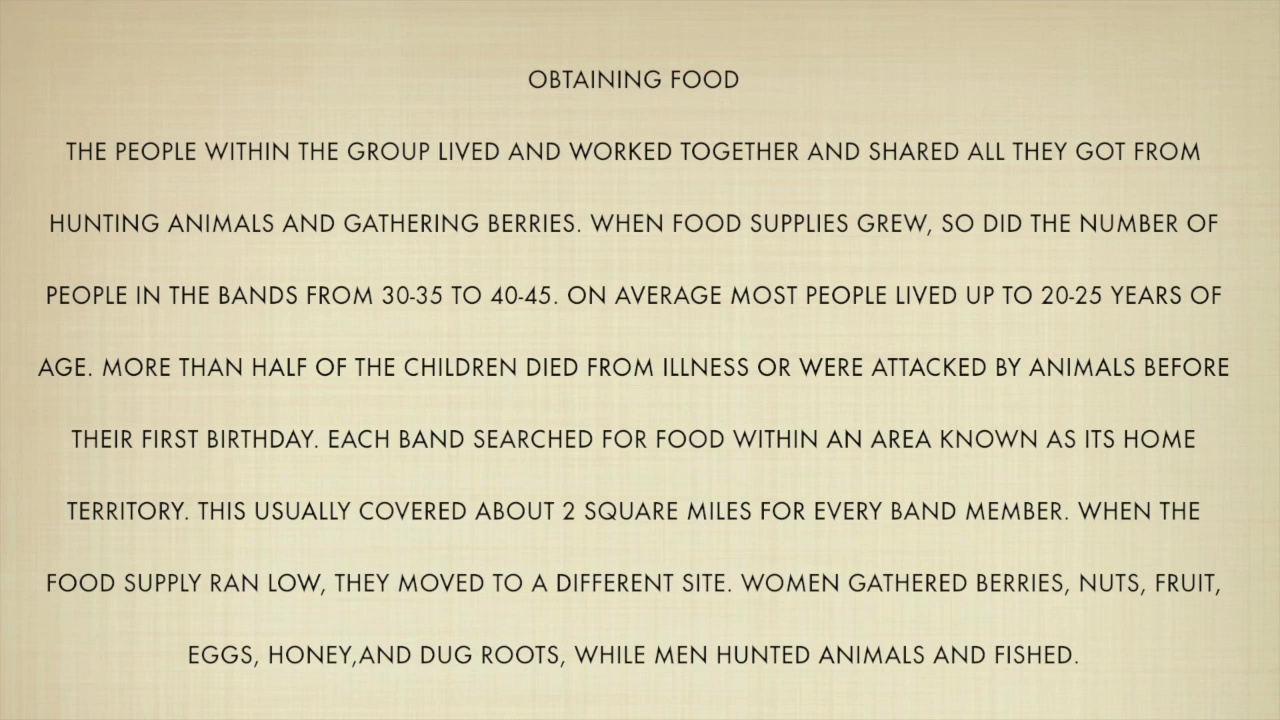 OBTAINING FOOD
THE PEOPLE WITHIN THE GROUP LIVED AND WORKED TOGETHER AND SHARED ALL THEY GOT FROM
HUNTING ANIMALS AND GATHERING BERRIES. WHEN FOOD SUPPLIES GREW, SO DID THE NUMBER OF
PEOPLE IN THE BANDS FROM 30-35 TO 40-45. ON AVERAGE MOST PEOPLE LIVED UP TO 20-25 YEARS OF
AGE. MORE THAN HALF OF THE CHILDREN DIED FROM ILLNESS OR WERE ATTACKED BY ANIMALS BEFORE
THEIR FIRST BIRTHDAY. EACH BAND SEARCHED FOR FOOD WITHIN AN AREA KNOWN AS ITS HOME
TERRITORY. THIS USUALLY COVERED ABOUT 2 SQUARE MILES FOR EVERY BAND MEMBER. WHEN THE
FOOD SUPPLY RAN LOW, THEY MOVED TO A DIFFERENT SITE. WOMEN GATHERED BERRIES, NUTS, FRUIT,
EGGS, HONEY,AND DUG ROOTS, WHILE MEN HUNTED ANIMALS AND FISHED.